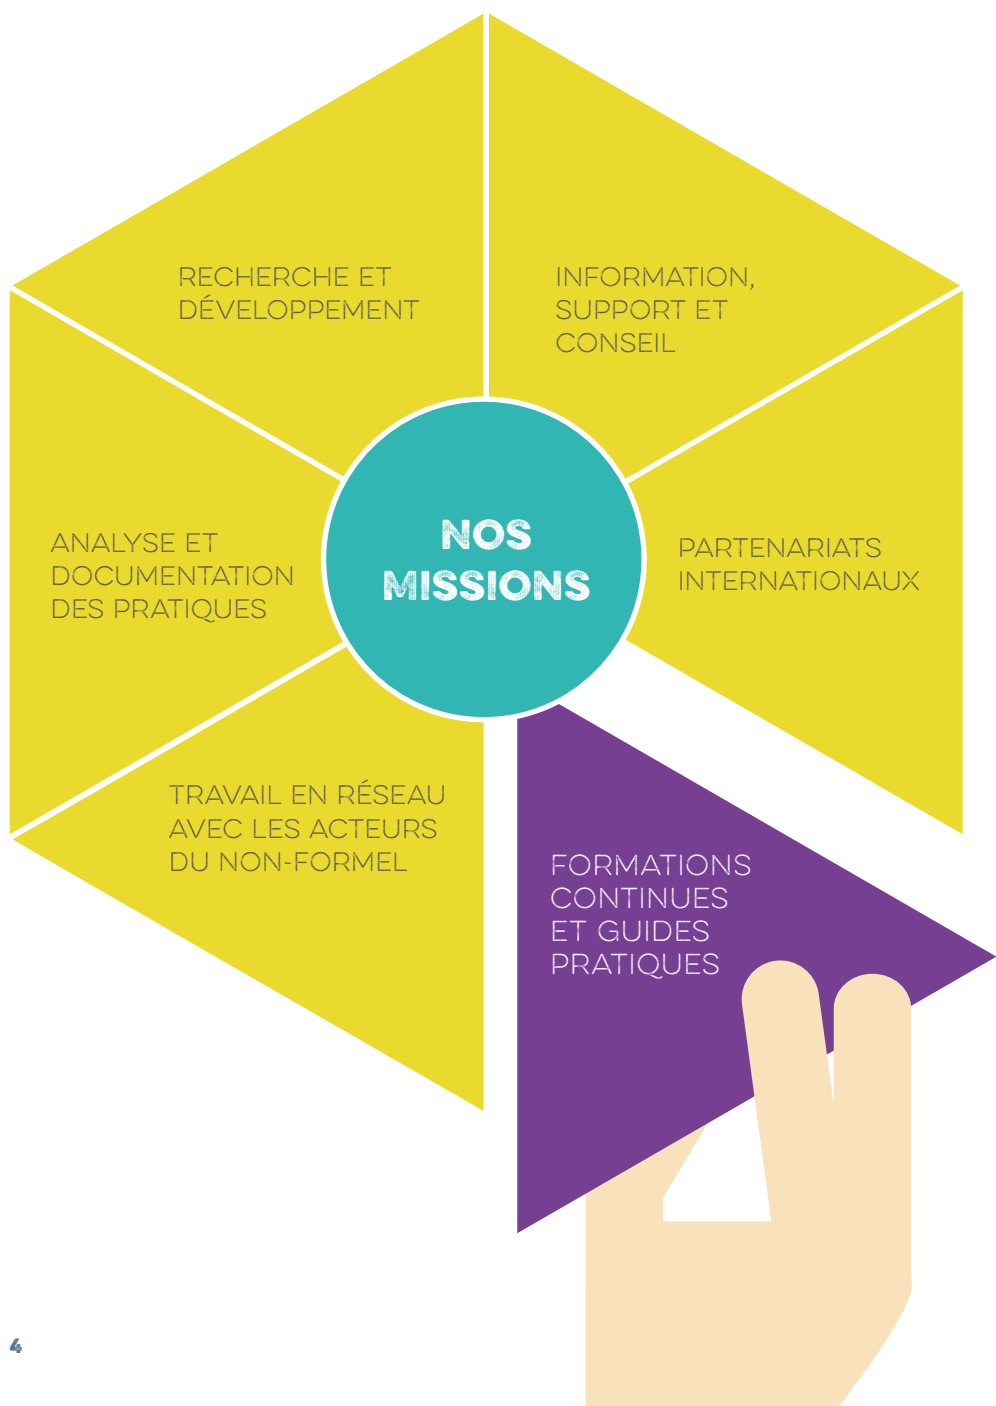 RECHERCHE ET
DÉVELOPPEMENT
INFORMATION,
SUPPORT ET
CONSEIL
ANALYSE ET
DOCUMENTATION
DES PRATIQUES
NOS
MISSIONS
PARTENARIATS
INTERNATIONAUX
TRAVAIL EN RÉSEAU
AVEC LES ACTEURS
DU NON-FORMEL
FORMATIONS
CONTINUES
ET GUIDES
PRATIQUES
4